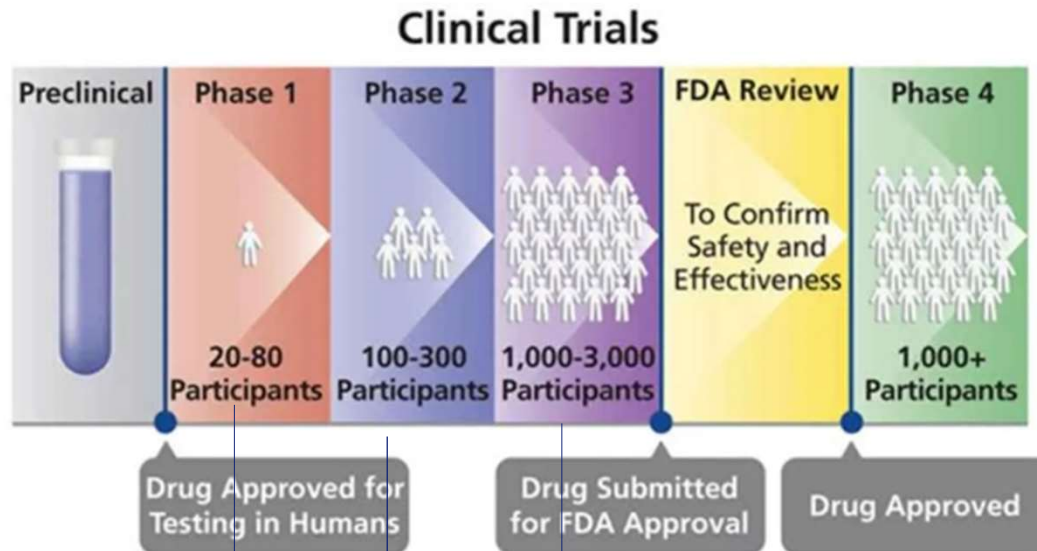 Clinical Trials
Preclinical
Phase 1
Phase 2
Phase 3
FDA Review
Phase 4
To Confirm
Safety and
Effectiveness
20-80
Participants
100-300
Participants
1,000-3,000
Participants
1,000+
Participants
Drug Approved for
Testing in Humans
Drug Submitted
for FDA Approval
Drug Approved